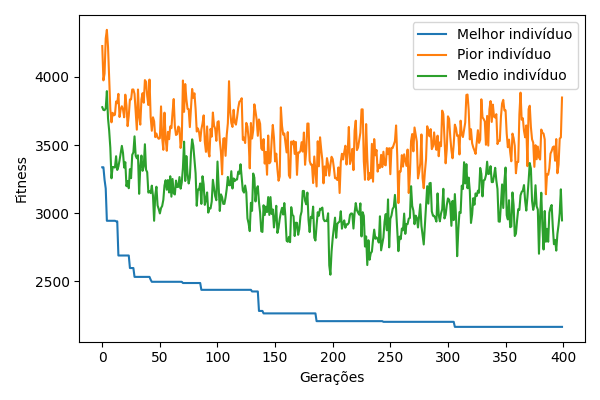 Melhor indivíduo
Pior indivíduo
Medio indivíduo
Fitness
4000
3500
3000
2500
0 50 100 150 200 250 300 350 400
Gerações